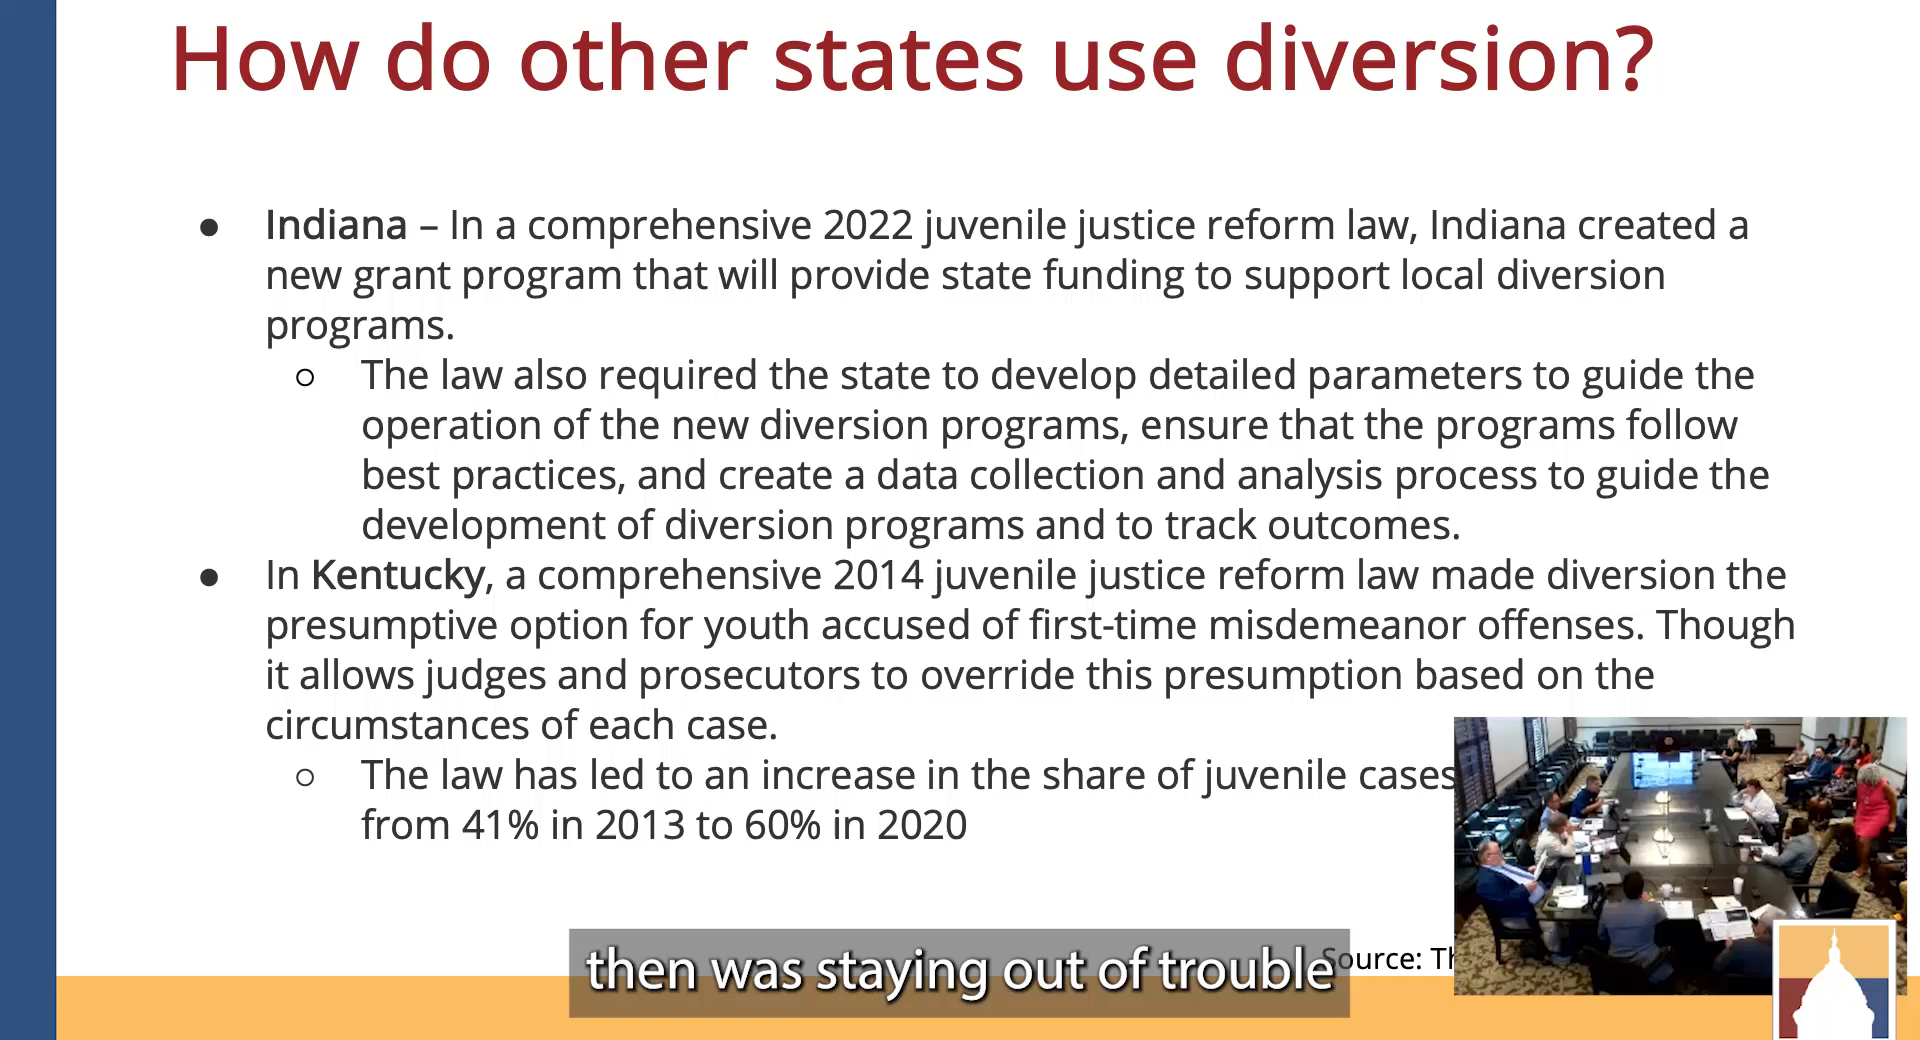 How do other states use diversion?
● Indiana – In a comprehensive 2022 juvenile justice reform law, Indiana created a
new grant program that will provide state funding to support local diversion
programs.
○ The law also required the state to develop detailed parameters to guide the
operation of the new diversion programs, ensure that the programs follow
best practices, and create a data collection and analysis process to guide the
development of diversion programs and to track outcomes.
● In Kentucky, a comprehensive 2014 juvenile justice reform law made diversion the
presumptive option for youth accused of first-time misdemeanor offenses. Though
it allows judges and prosecutors to override this presumption based on the
circumstances of each case.
○ The law has led to an increase in the share of juvenile cases
from 41% in 2013 to 60% in 2020
Source:
then was staying out of trouble